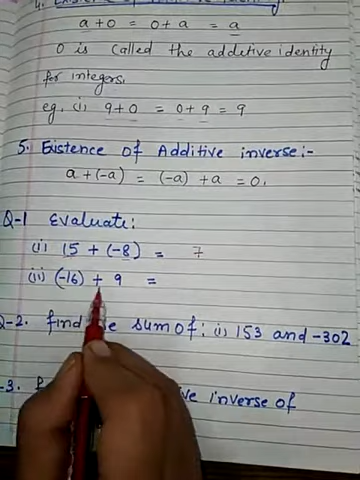 a + 0 = 0 + a = a
0 is called the additive identity
for integers.
eg. (i) 9 + 0 = 0 + 9 = 9
5. Existence of Additive inverse :-
a + (-a) = (-a) + a = 0.
Q-1 Evaluate:
(i) 15 + (-8) = 7
(ii) (-16) + 9 =
Q-2. find sum of : i) 153 and -302
-3. inverse of